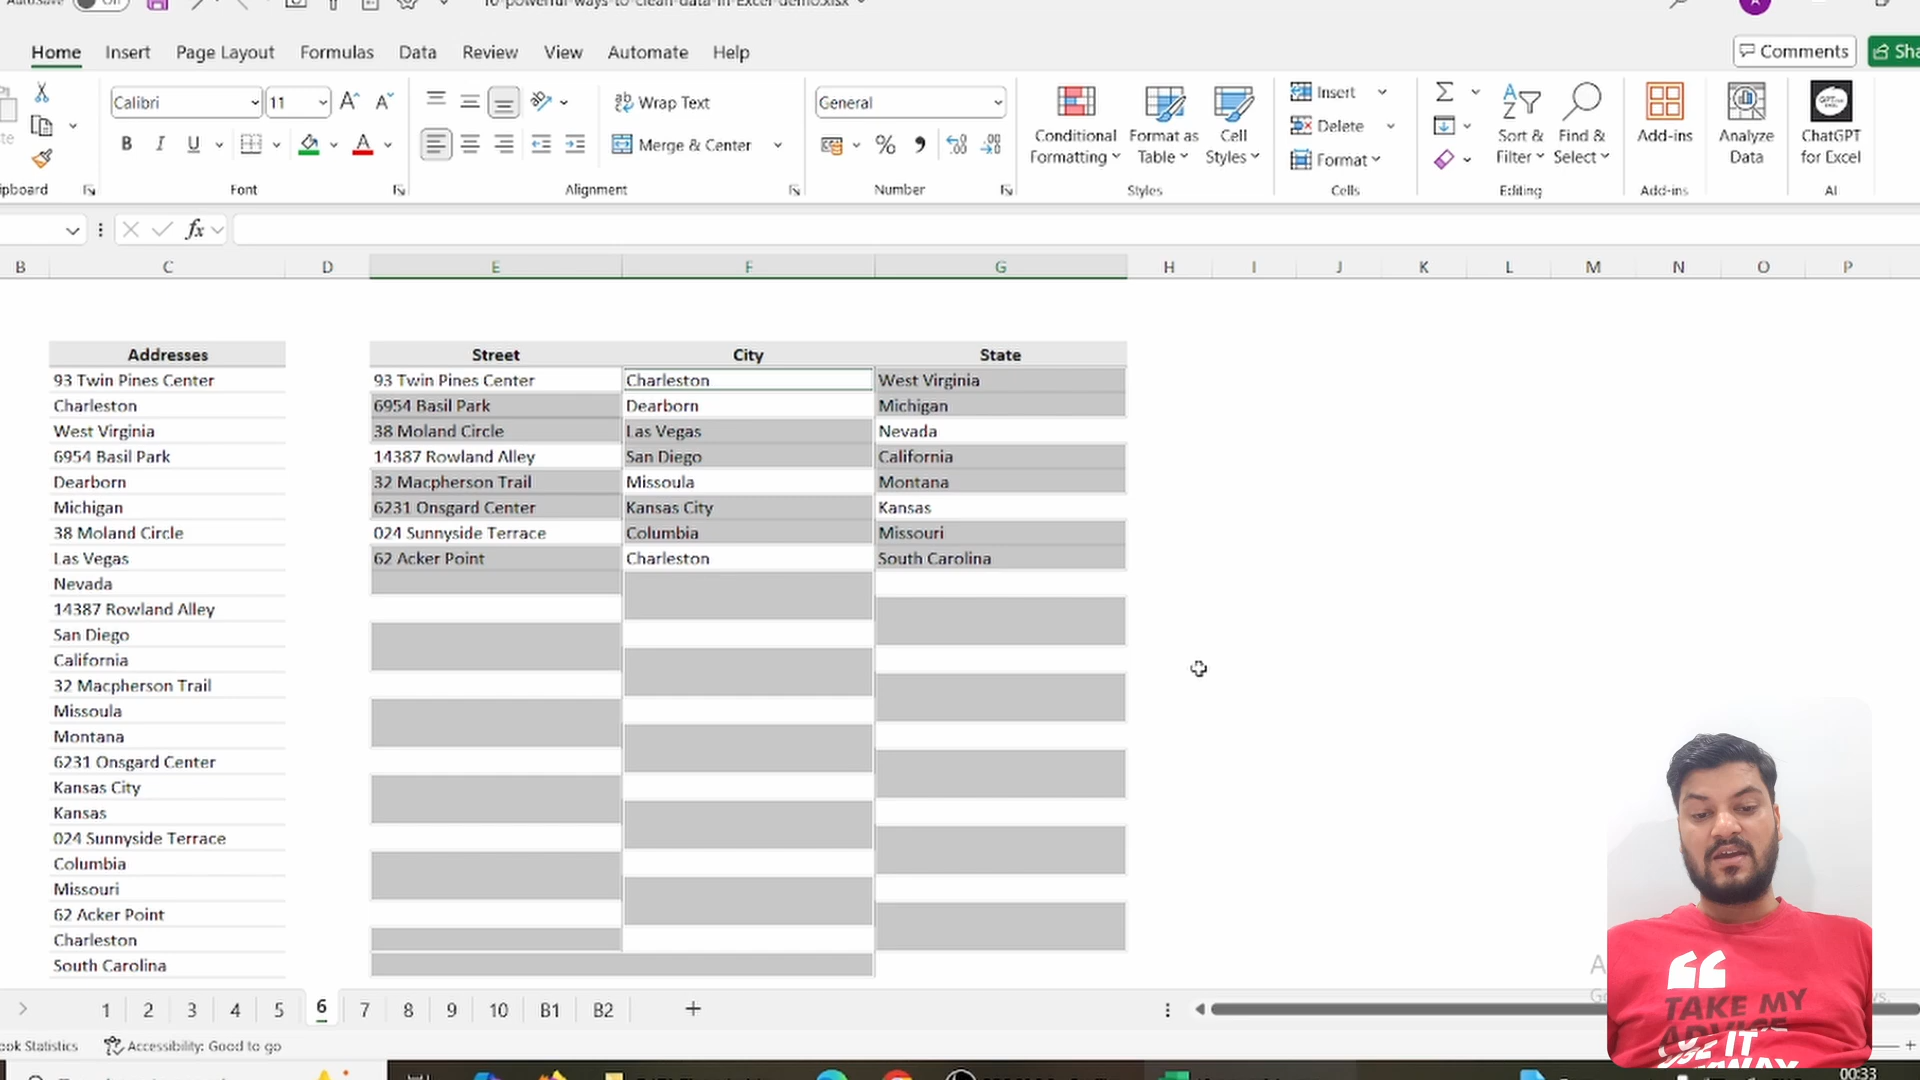 Home Insert Page Layout Formulas Data Review View Automate Help Comments
Calibri 11 Wrap Text General Conditional Formatting Format as Table Cell Styles Insert Delete Format Sort & Filter Find & Select Add-ins Analyze Data ChatGPT for Excel
B I U Merge & Center %
Font Alignment Number Styles Cells Editing Add-ins AI
fx
B C D E F G H I J K L M N O P
Addresses Street City State
93 Twin Pines Center 93 Twin Pines Center Charleston West Virginia
Charleston 6954 Basil Park Dearborn Michigan
West Virginia 38 Moland Circle Las Vegas Nevada
6954 Basil Park 14387 Rowland Alley San Diego California
Dearborn 32 Macpherson Trail Missoula Montana
Michigan 6231 Onsgard Center Kansas City Kansas
38 Moland Circle 024 Sunnyside Terrace Columbia Missouri
Las Vegas 62 Acker Point Charleston South Carolina
Nevada
14387 Rowland Alley
San Diego
California
32 Macpherson Trail
Missoula
Montana
6231 Onsgard Center
Kansas City
Kansas
024 Sunnyside Terrace
Columbia
Missouri
62 Acker Point
Charleston
South Carolina
1 2 3 4 5 6 7 8 9 10 B1 B2 +
Accessibility: Good to go
TAKE MY
00:33